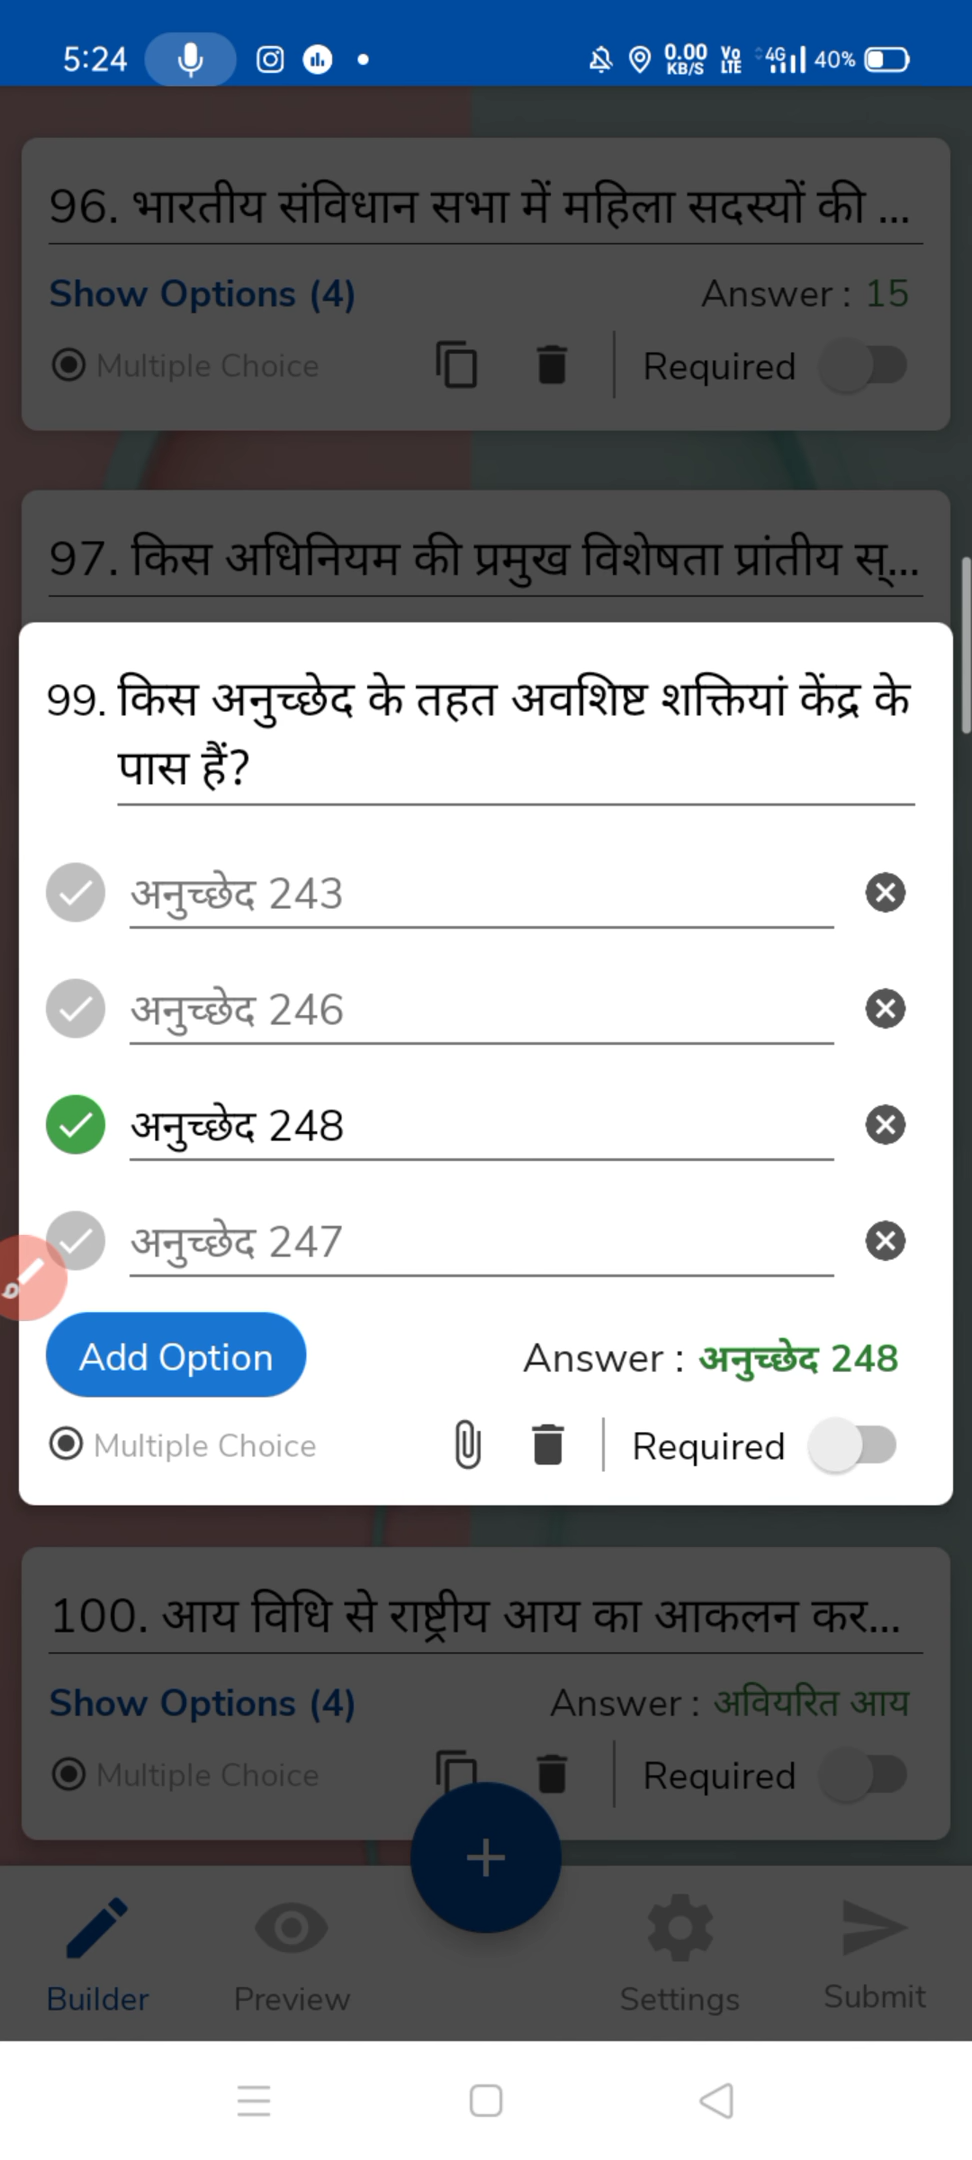 5:24 0.00 KB/S Vo LTE 4G 40%
96. भारतीय संविधान सभा में महिला सदस्यों की ...
Show Options (4) Answer : 15
Multiple Choice Required
97. किस अधिनियम की प्रमुख विशेषता प्रांतीय स्...
99. किस अनुच्छेद के तहत अवशिष्ट शक्तियां केंद्र के
पास हैं?
अनुच्छेद 243
अनुच्छेद 246
अनुच्छेद 248
अनुच्छेद 247
Add Option Answer : अनुच्छेद 248
Multiple Choice Required
100. आय विधि से राष्ट्रीय आय का आकलन कर...
Show Options (4) Answer : अवियरित आय
Multiple Choice Required
Builder Preview Settings Submit